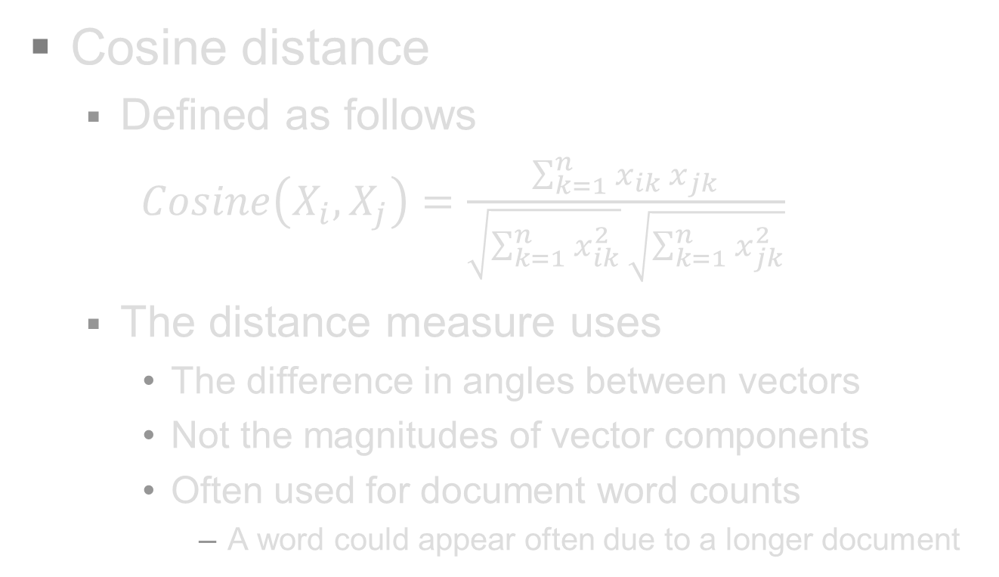 ▪ Cosine distance
▪ Defined as follows
$Cosine(X_i, X_j) = \frac{\sum_{k=1}^{n} x_{ik} x_{jk}}{\sqrt{\sum_{k=1}^{n} x_{ik}^2} \sqrt{\sum_{k=1}^{n} x_{jk}^2}}$
▪ The distance measure uses
• The difference in angles between vectors
• Not the magnitudes of vector components
• Often used for document word counts
– A word could appear often due to a longer document